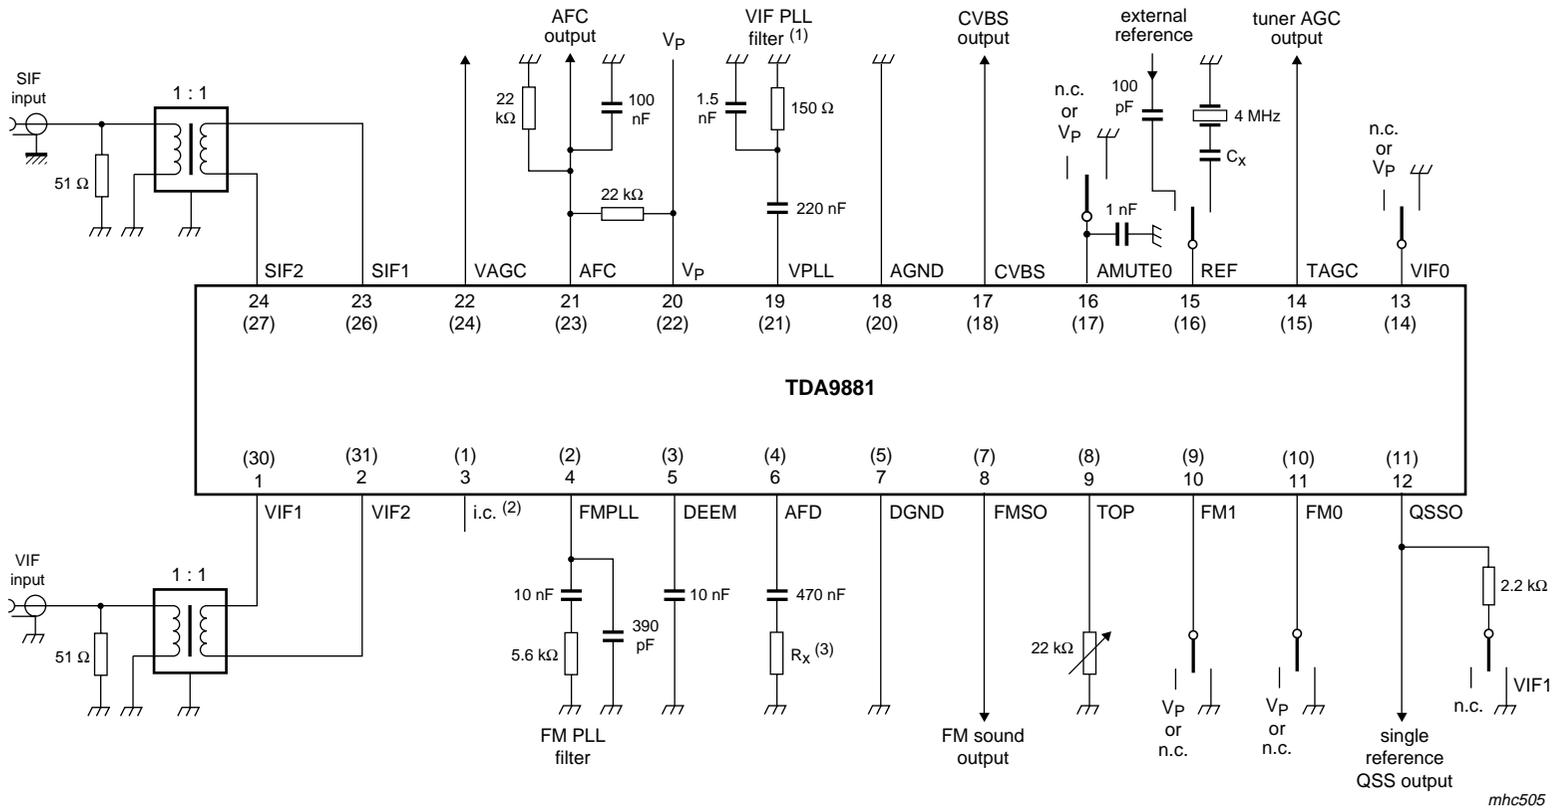 AFC
output
VIF PLL
filter (1)
CVBS
output
external
reference
tuner AGC
output
VP
SIF
input
1 : 1
51 Ω
22
kΩ
100
nF
1.5
nF
150 Ω
n.c.
or
VP
100
pF
4 MHz
CX
n.c.
or
VP
22 kΩ
220 nF
1 nF
SIF2
SIF1
VAGC
AFC
VP
VPLL
AGND
CVBS
AMUTE0
REF
TAGC
VIF0
24
23
22
21
20
19
18
17
16
15
14
13
(27)
(26)
(24)
(23)
(22)
(21)
(20)
(18)
(17)
(16)
(15)
(14)
TDA9881
(30)
(31)
(1)
(2)
(3)
(4)
(5)
(7)
(8)
(9)
(10)
(11)
1
2
3
4
5
6
7
8
9
10
11
12
VIF1
VIF2
i.c. (2)
FMPLL
DEEM
AFD
DGND
FMSO
TOP
FM1
FM0
QSSO
VIF
input
1 : 1
51 Ω
10 nF
5.6 kΩ
390
pF
10 nF
470 nF
RX (3)
22 kΩ
2.2 kΩ
VP
or
n.c.
VP
or
n.c.
n.c.
VIF1
FM PLL
filter
FM sound
output
single
reference
QSS output
mhc505